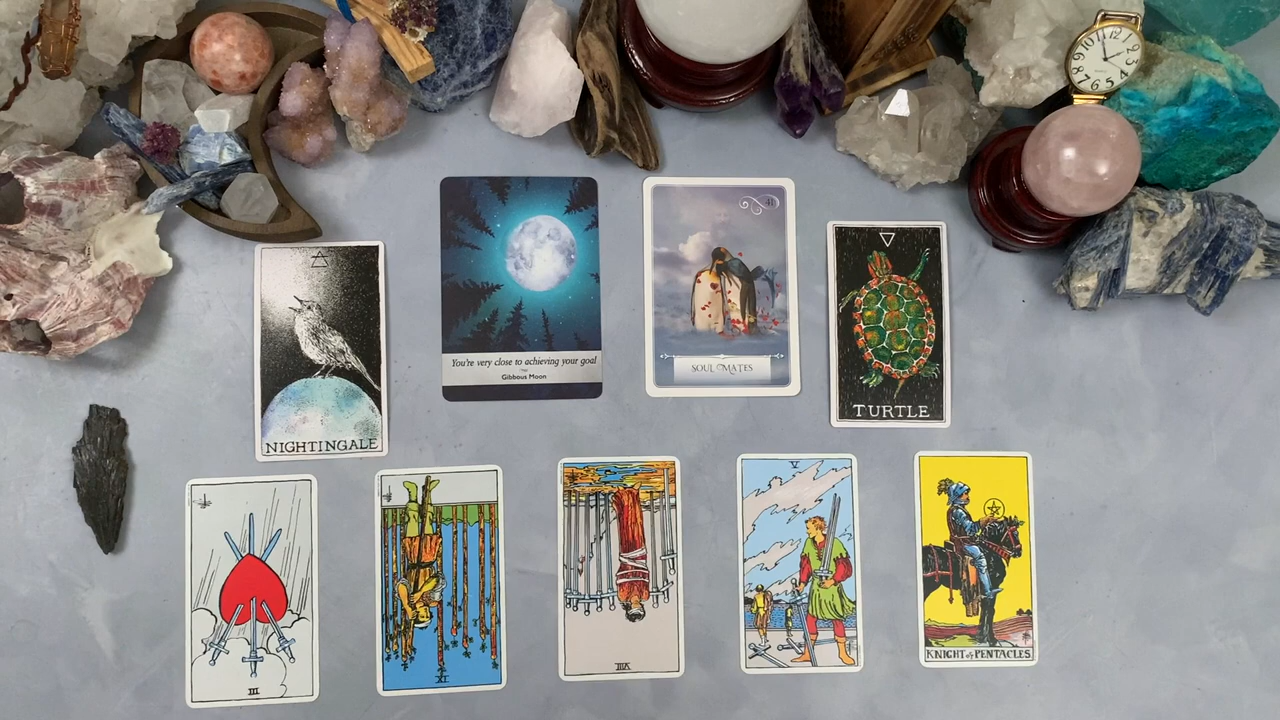 You're very close to achieving your goal!
Gibbous Moon
SOUL MATES
TURTLE
NIGHTINGALE
III
IX
VIII
V
KNIGHT of PENTACLES